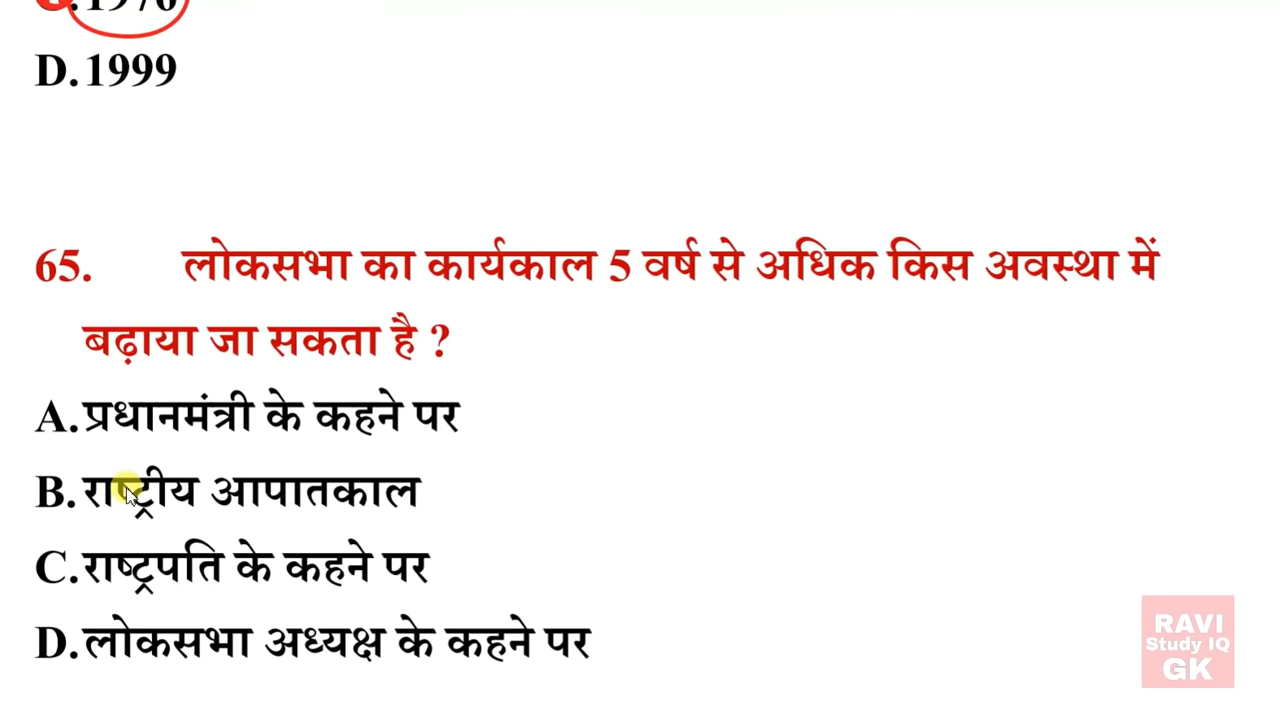 C.1976
D.1999
65. लोकसभा का कार्यकाल 5 वर्ष से अधिक किस अवस्था में
बढ़ाया जा सकता है ?
A.प्रधानमंत्री के कहने पर
B.राष्ट्रीय आपातकाल
C.राष्ट्रपति के कहने पर
D.लोकसभा अध्यक्ष के कहने पर
RAVI
Study IQ
GK